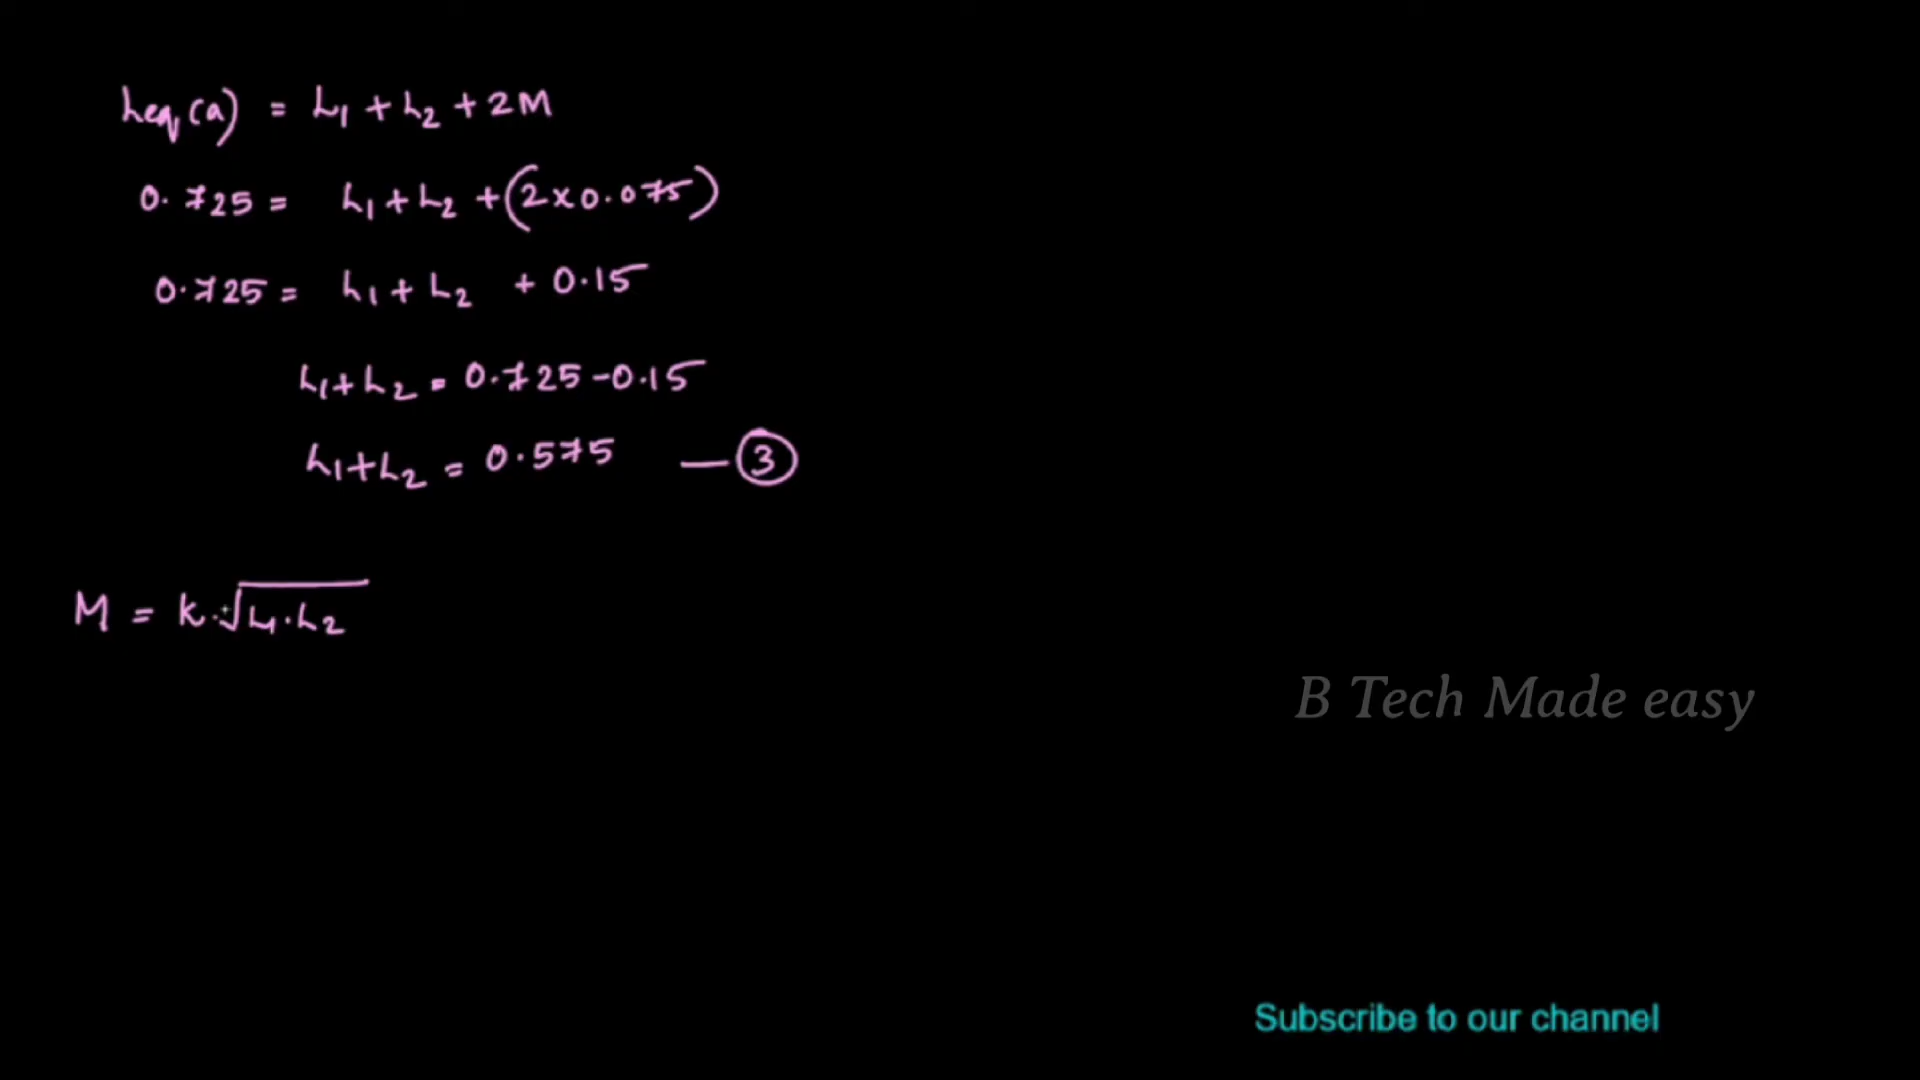 Leq(a) = L1 + L2 + 2M
0.725 = L1 + L2 + (2 x 0.075)
0.725 = L1 + L2 + 0.15
L1 + L2 = 0.725 - 0.15
L1 + L2 = 0.575 — ③
M = k.√L1.L2
B Tech Made easy
Subscribe to our channel